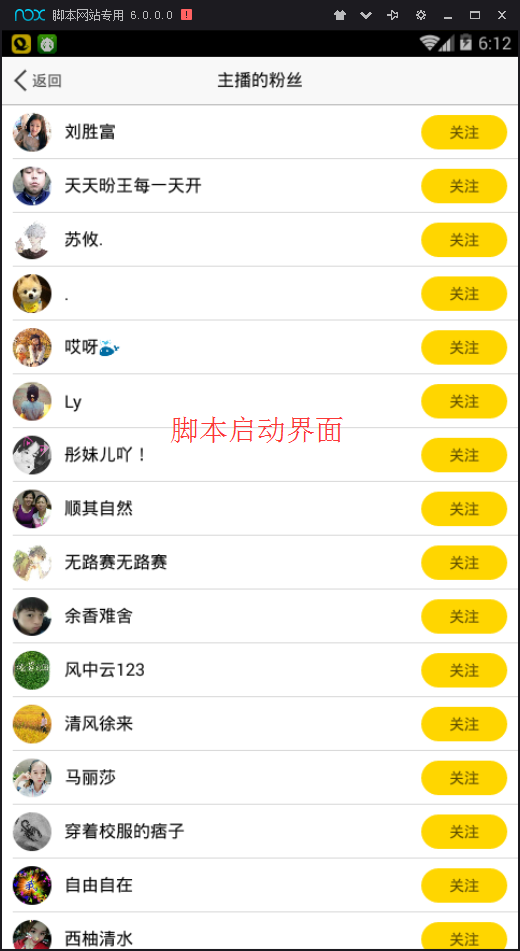 nox 脚本网站专用 6.0.0.0
6:12
返回 主播的粉丝
刘胜富 关注
天天昐王每一天开 关注
苏攸. 关注
. 关注
哎呀🐳 关注
Ly 关注
脚本启动界面
彤妹儿吖！ 关注
顺其自然 关注
无路赛无路赛 关注
余香难舍 关注
风中云123 关注
清风徐来 关注
马丽莎 关注
穿着校服的痞子 关注
自由自在 关注
西柚清水 关注